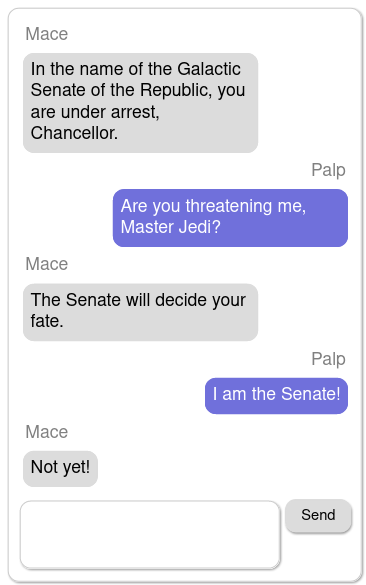 Mace
In the name of the Galactic
Senate of the Republic, you
are under arrest,
Chancellor.
Palp
Are you threatening me,
Master Jedi?
Mace
The Senate will decide your
fate.
Palp
I am the Senate!
Mace
Not yet!
Send